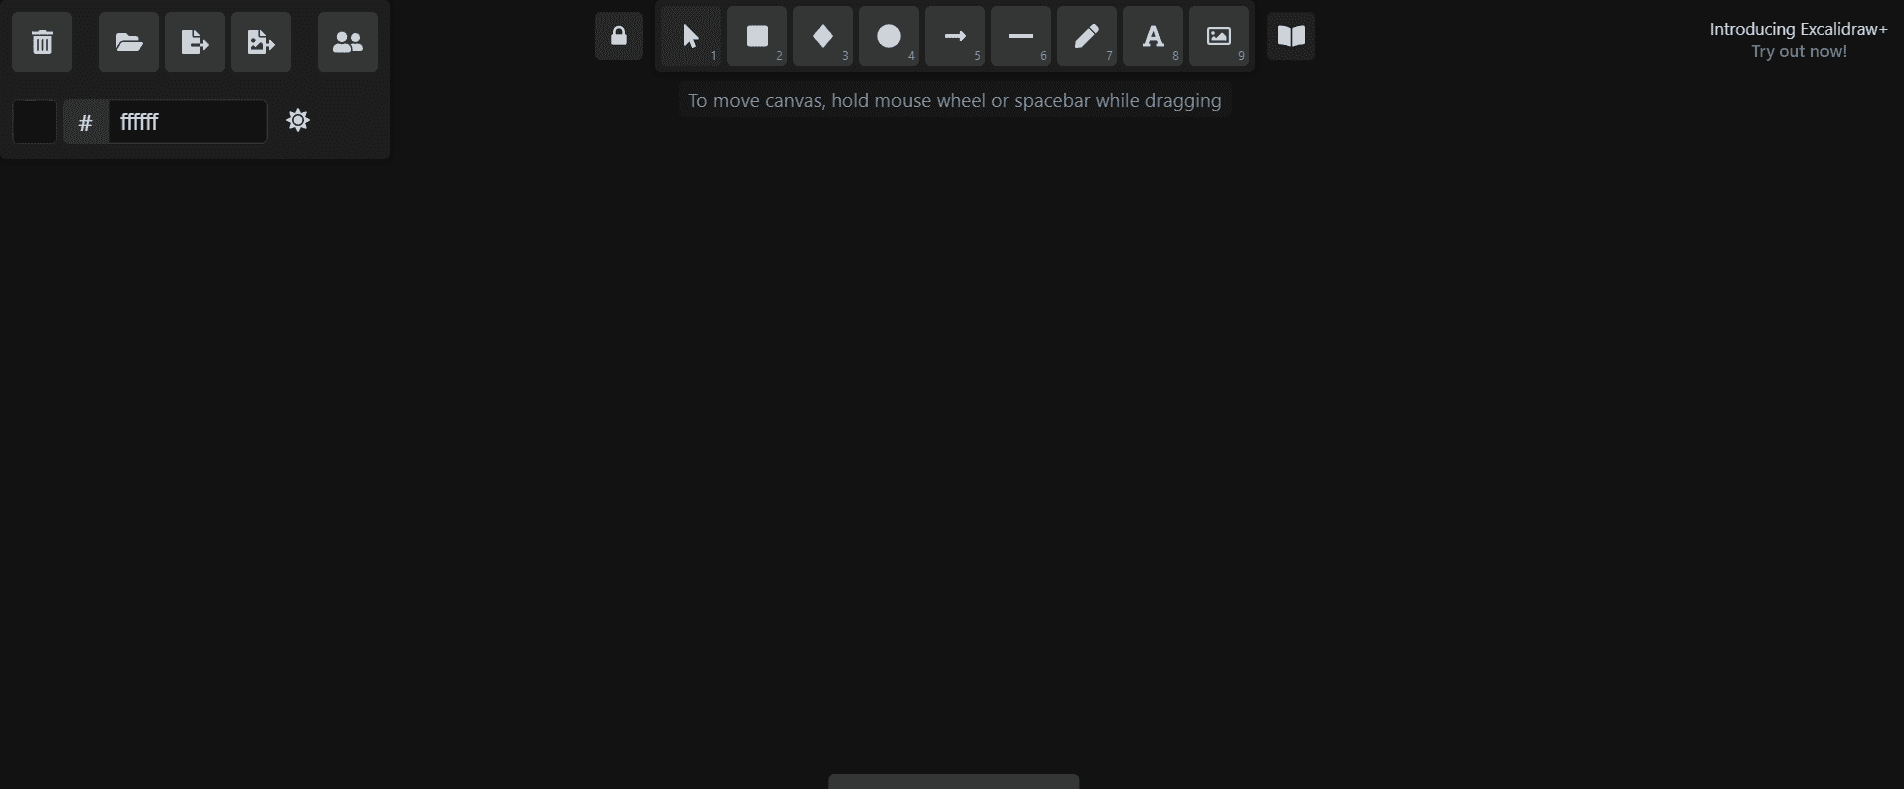 Introducing Excalidraw+
Try out now!
1 2 3 4 5 6 7 A 8 9
To move canvas, hold mouse wheel or spacebar while dragging
# ffffff